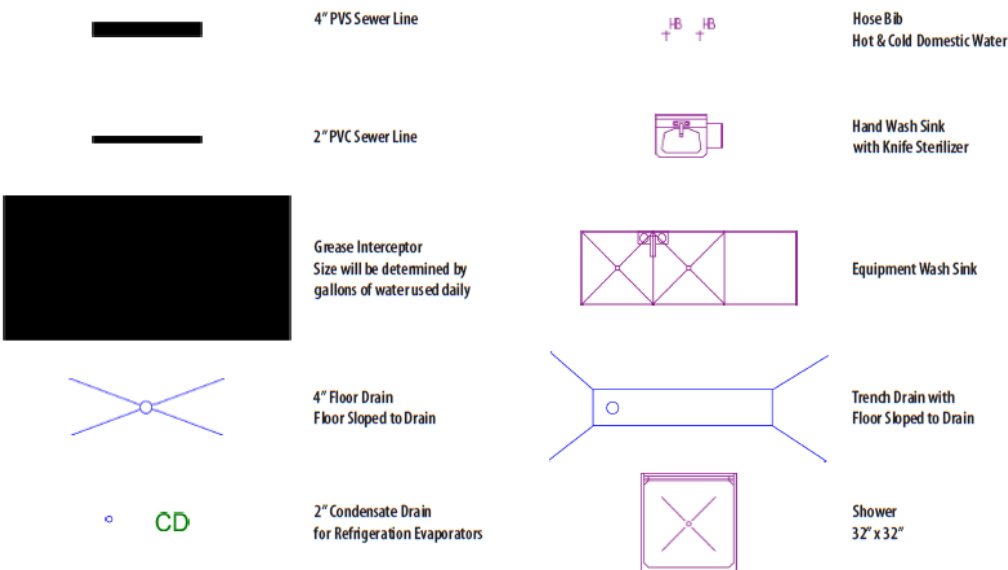 4" PVS Sewer Line
HB HB
Hose Bib
Hot & Cold Domestic Water
2" PVC Sewer Line
Hand Wash Sink
with Knife Sterilizer
Grease Interceptor
Size will be determined by
gallons of water used daily
Equipment Wash Sink
4" Floor Drain
Floor Sloped to Drain
Trench Drain with
Floor Sloped to Drain
CD
2" Condensate Drain
for Refrigeration Evaporators
Shower
32" x 32"